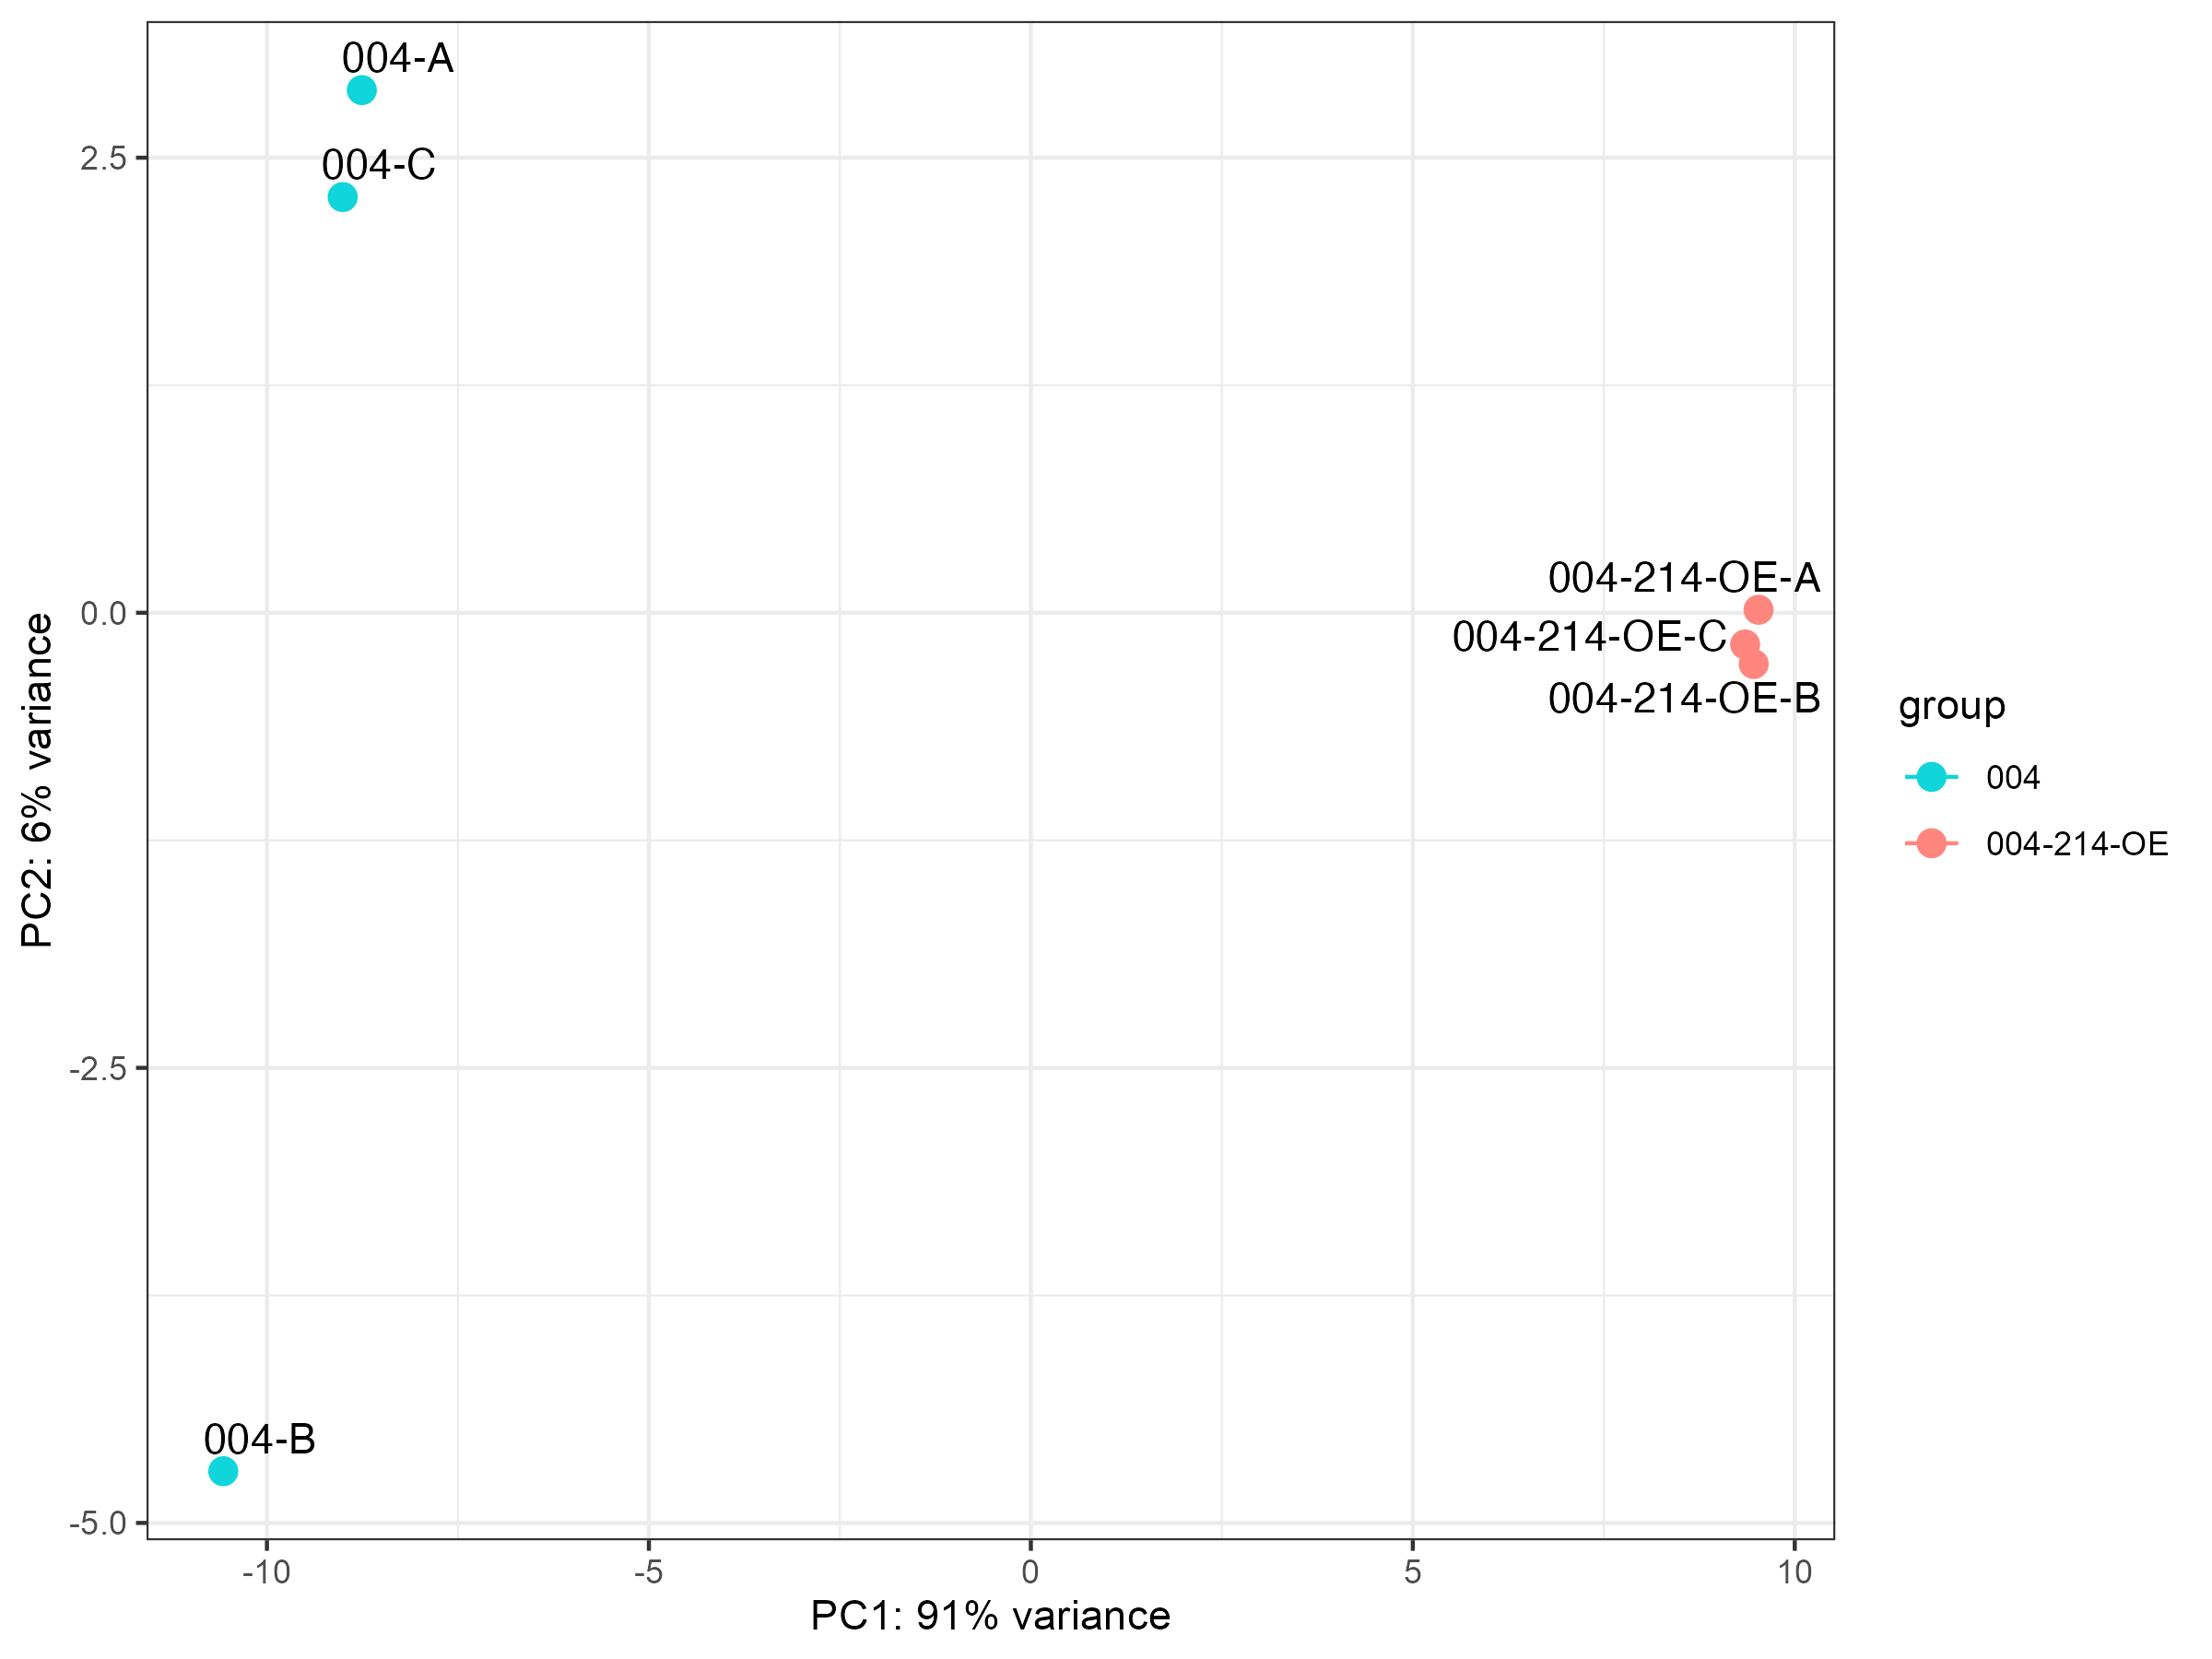 004-A
004-C
2.5
004-214-OE-A
0.0
004-214-OE-C
004-214-OE-B
group
004
004-214-OE
PC2: 6% variance
-2.5
004-B
-5.0
-10 -5 0 5 10
PC1: 91% variance